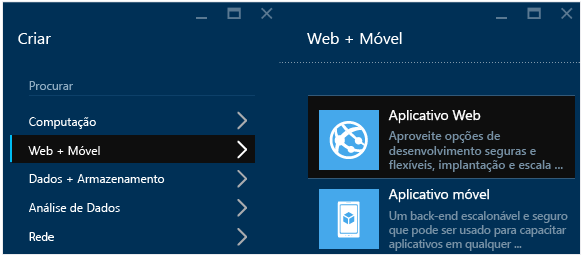 Criar
Procurar
Computação
Web + Móvel
Dados + Armazenamento
Análise de Dados
Rede
Web + Móvel
Aplicativo Web
Aproveite opções de
desenvolvimento seguras e
flexíveis, implantação e escala ...
Aplicativo móvel
Um back-end escalonável e seguro
que pode ser usado para capacitar
aplicativos em qualquer ...